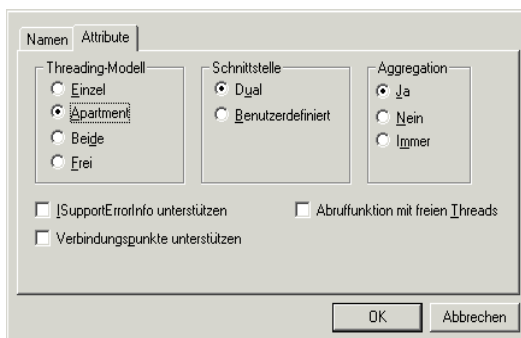 Namen Attribute
Threading-Modell Schnittstelle Aggregation
Einzel Dual Ja
Apartment Benutzerdefiniert Nein
Beide Immer
Frei
ISupportErrorInfo unterstützen Abruffunktion mit freien Threads
Verbindungspunkte unterstützen
OK Abbrechen